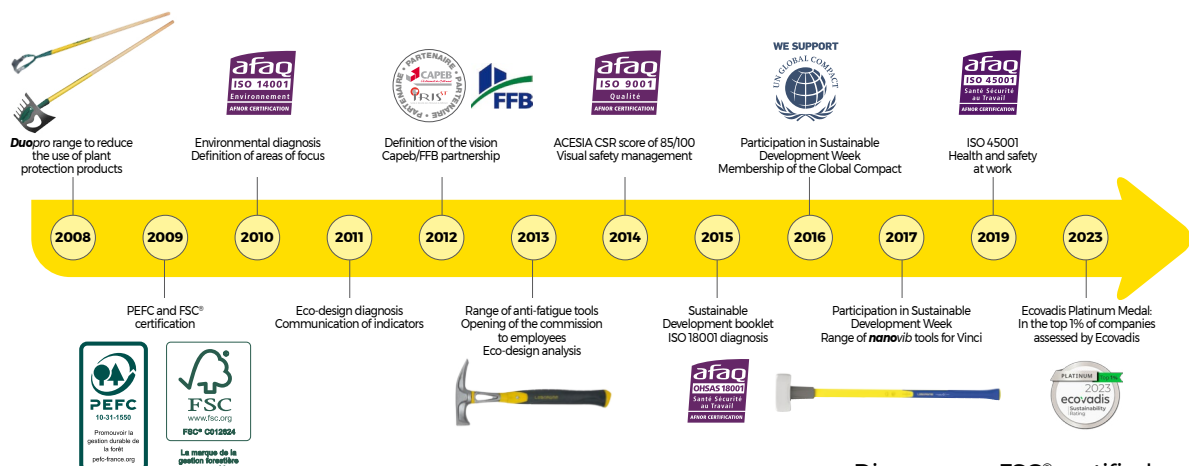 afaq
ISO 14001
Environnement
AFNOR CERTIFICATION
PARTENAIRE • PARTENAIRE • PARTENAIRE •
CAPEB
IRIS-ST
FFB
afaq
ISO 9001
Qualité
AFNOR CERTIFICATION
WE SUPPORT
UN GLOBAL COMPACT
afaq
ISO 45001
Santé Sécurité
au Travail
AFNOR CERTIFICATION
Duopro range to reduce
the use of plant
protection products
Environmental diagnosis
Definition of areas of focus
Definition of the vision
Capeb/FFB partnership
ACESIA CSR score of 85/100
Visual safety management
Participation in Sustainable
Development Week
Membership of the Global Compact
ISO 45001
Health and safety
at work
2008
2009
2010
2011
2012
2013
2014
2015
2016
2017
2019
2023
PEFC and FSC®
certification
Eco-design diagnosis
Communication of indicators
Range of anti-fatigue tools
Opening of the commission
to employees
Eco-design analysis
Sustainable
Development booklet
ISO 18001 diagnosis
Participation in Sustainable
Development Week
Range of nanovib tools for Vinci
Ecovadis Platinum Medal:
In the top 1% of companies
assessed by Ecovadis
PEFC
10-31-1550
Promouvoir la
gestion durable de
la forêt
pefc-france.org
FSC
www.fsc.org
FSC® C012824
La marque de la
gestion forestière
afaq
OHSAS 18001
Santé Sécurité
au Travail
AFNOR CERTIFICATION
PLATINUM Top 1%
2023
ecovadis
Sustainability
Rating